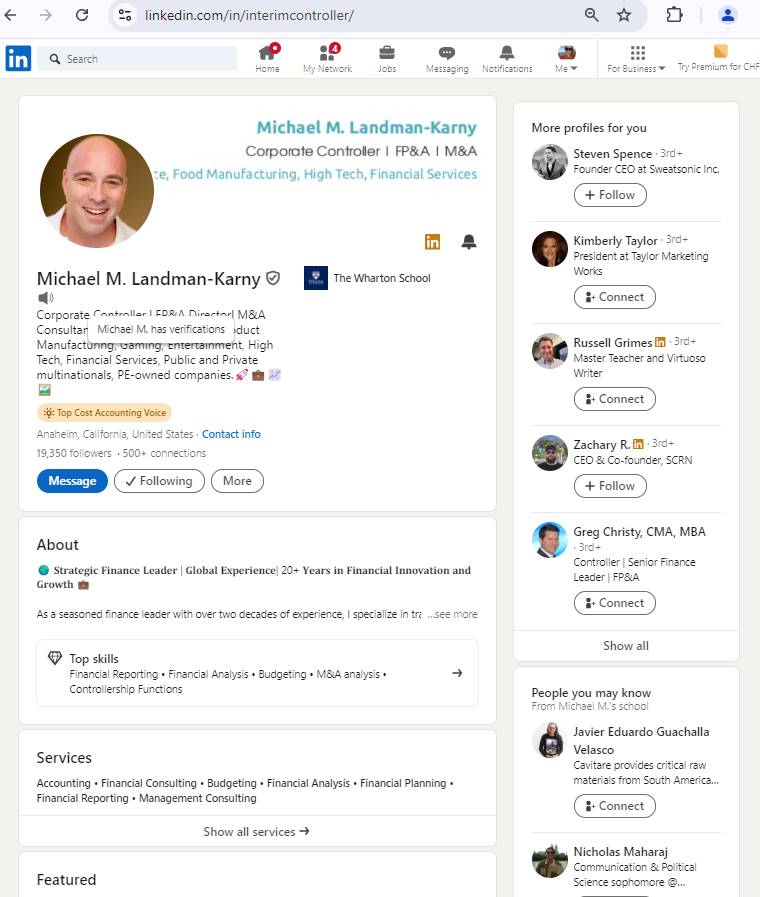 linkedin.com/in/interimcontroller/
in
Search
Home
4
My Network
Jobs
Messaging
Notifications
Me
For Business
Try Premium for CHF
Michael M. Landman-Karny
Corporate Controller | FP&A | M&A
ce, Food Manufacturing, High Tech, Financial Services
in
Michael M. Landman-Karny
The Wharton School
Corporate Controller | FP&A Director| M&A
Consultan
Michael M. has verifications
duct
Manufacturing, Gaming, Entertainment, High
Tech, Financial Services, Public and Private
multinationals, PE-owned companies.🚀 💼 📈
Top Cost Accounting Voice
Anaheim, California, United States · Contact info
19,350 followers · 500+ connections
Message
Following
More
About
🌍 Strategic Finance Leader | Global Experience| 20+ Years in Financial Innovation and
Growth 💼
As a seasoned finance leader with over two decades of experience, I specialize in tra ...see more
Top skills
Financial Reporting • Financial Analysis • Budgeting • M&A analysis •
Controllership Functions
Services
Accounting • Financial Consulting • Budgeting • Financial Analysis • Financial Planning •
Financial Reporting • Management Consulting
Show all services →
Featured
More profiles for you
Steven Spence · 3rd+
Founder CEO at Sweatsonic Inc.
+ Follow
Kimberly Taylor · 3rd+
President at Taylor Marketing
Works
Connect
Russell Grimes in · 3rd+
Master Teacher and Virtuoso
Writer
Connect
Zachary R. in · 3rd+
CEO & Co-founder, SCRN
+ Follow
Greg Christy, CMA, MBA
· 3rd+
Controller | Senior Finance
Leader | FP&A
Connect
Show all
People you may know
From Michael M.'s school
Javier Eduardo Guachalla
Velasco
Cavitare provides critical raw
materials from South America...
Connect
Nicholas Maharaj
Communication & Political
Science sophomore @...